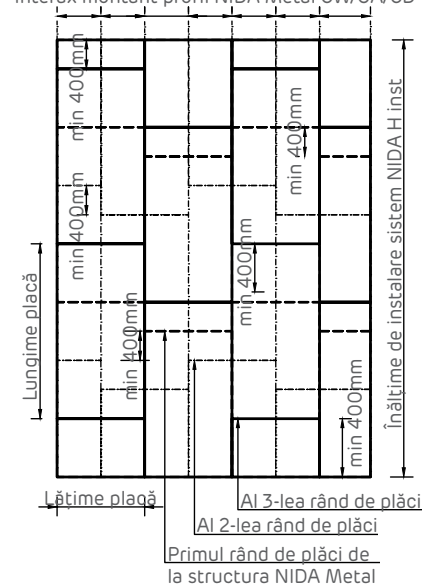 Interax montant profil NIDA Metal CW/UA/CD
min 400mm
min 400mm
min 400mm
min 400mm
min 400mm
min 400mm
Lungime placă
Înălțime de instalare sistem NIDA H inst
Lățime placă
Al 3-lea rând de plăci
Al 2-lea rând de plăci
Primul rând de plăci de
la structura NIDA Metal